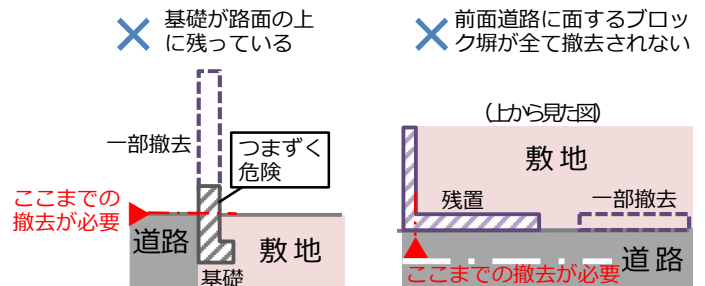 基礎が路面の上
に残っている
一部撤去
つまずく
危険
ここまでの
撤去が必要
道路
敷地
基礎
前面道路に面するブロッ
ク塀が全て撤去されない
(上から見た図)
敷地
残置
一部撤去
道路
ここまでの撤去が必要